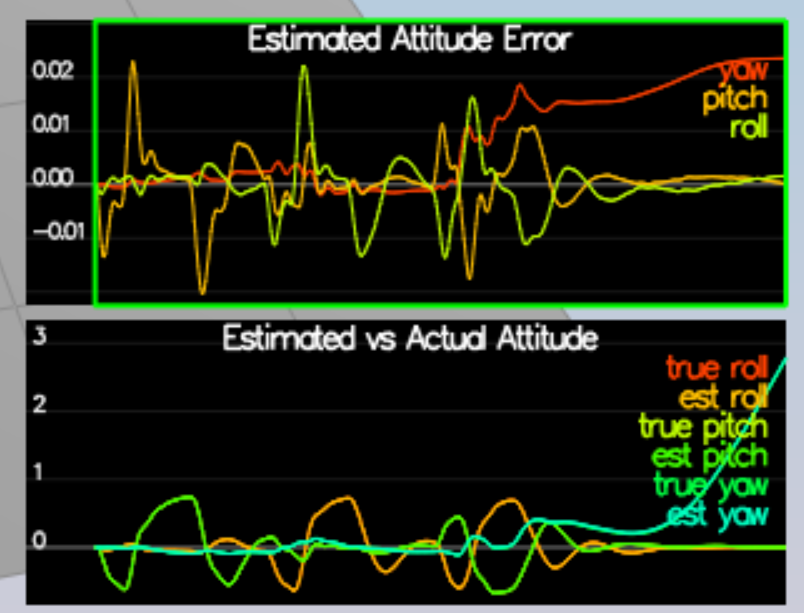 Estimated Attitude Error
0.02
yaw
pitch
0.01
roll
0.00
-0.01
Estimated vs Actual Attitude
3
true roll
2
est roll
true pitch
est pitch
1
true yaw
est yaw
0